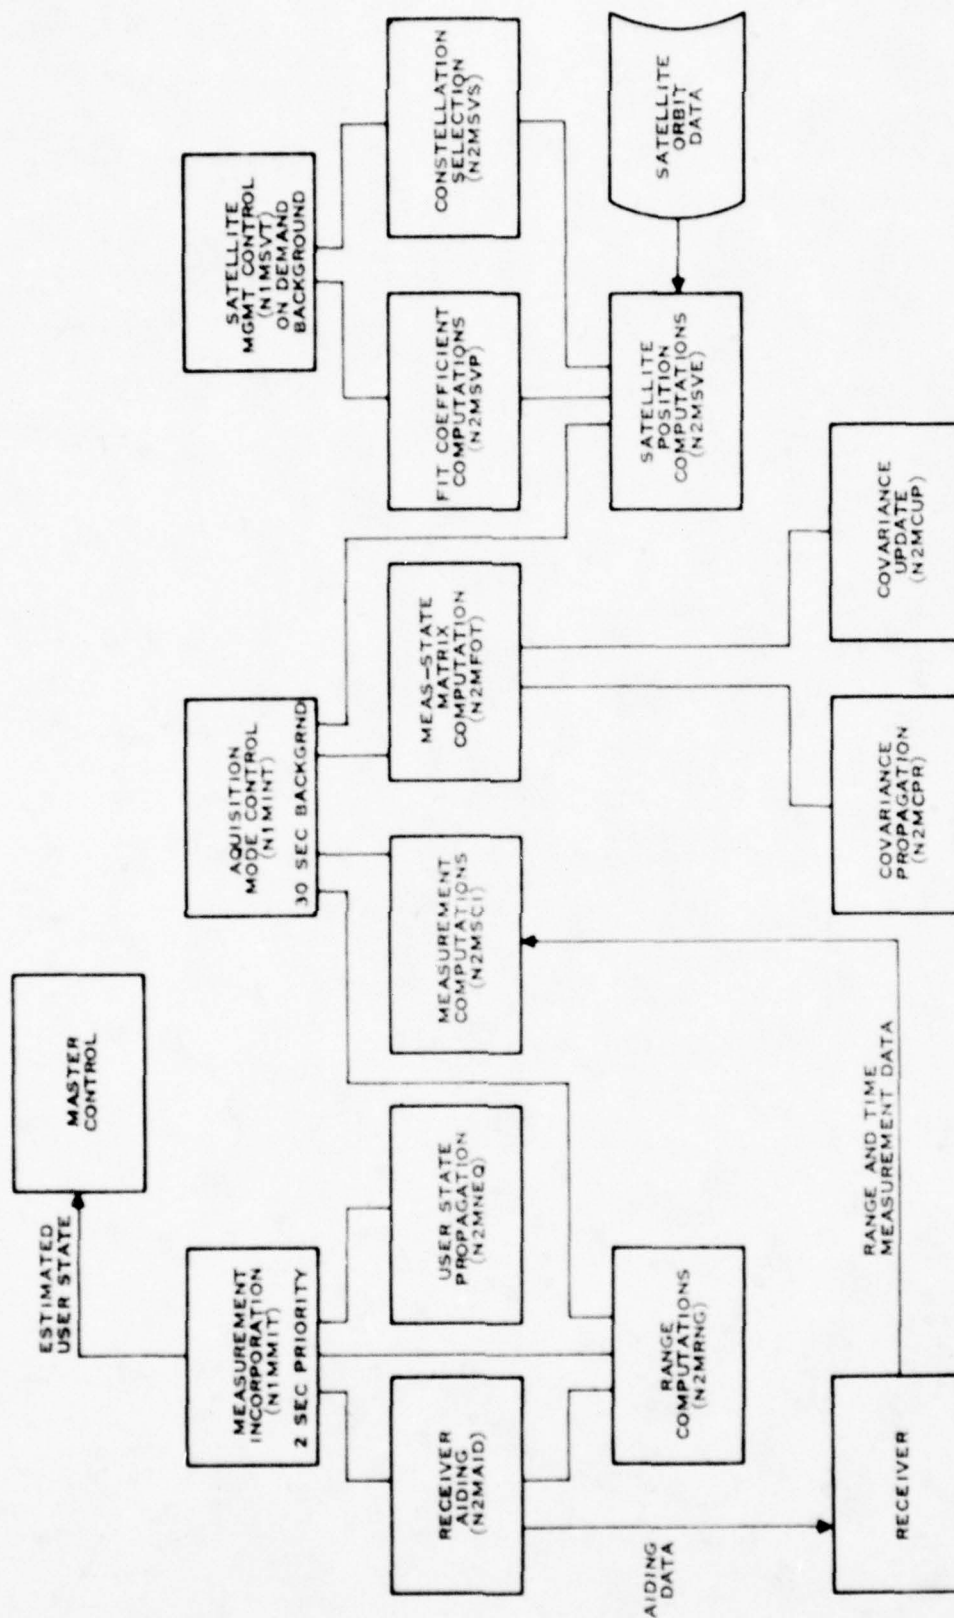 MASTER
CONTROL
ESTIMATED
USER STATE
MEASUREMENT
INCORPORATION
(N1MMIT)
2 SEC PRIORITY
AQUISITION
MODE CONTROL
(N1MINT)
30 SEC BACKGRND
SATELLITE
MGMT CONTROL
(N1MSVT)
ON DEMAND
BACKGROUND
RECEIVER
AIDING
(N2MAID)
USER STATE
PROPAGATION
(N2MNEQ)
MEASUREMENT
COMPUTATIONS
(N2MSCI)
MEAS-STATE
MATRIX
COMPUTATION
(N2MFOT)
FIT COEFFICIENT
COMPUTATIONS
(N2MSVP)
CONSTELLATION
SELECTION
(N2MSVS)
RANGE
COMPUTATIONS
(N2MRNG)
SATELLITE
POSITION
COMPUTATIONS
(N2MSVE)
SATELLITE
ORBIT
DATA
AIDING
DATA
RECEIVER
RANGE AND TIME
MEASUREMENT DATA
COVARIANCE
PROPAGATION
(N2MCPR)
COVARIANCE
UPDATE
(N2MCUP)